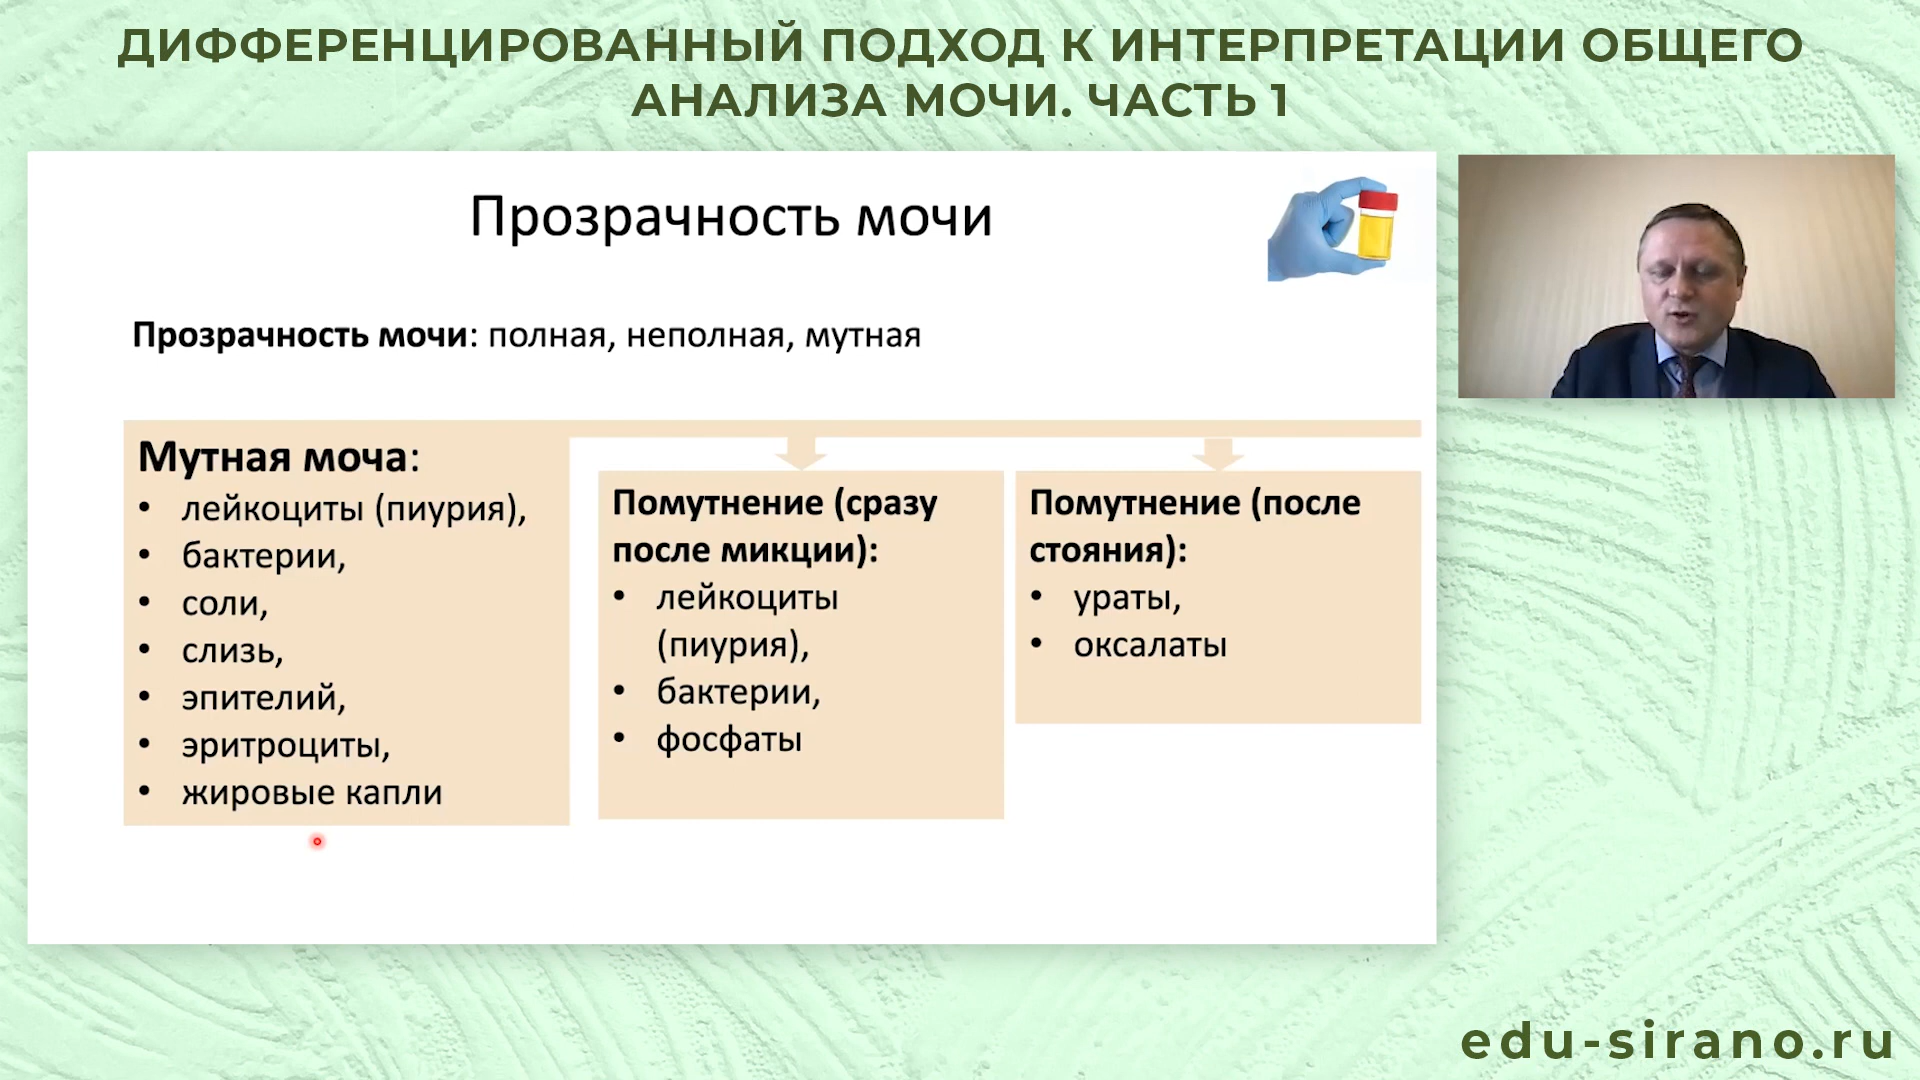 ДИФФЕРЕНЦИРОВАННЫЙ ПОДХОД К ИНТЕРПРЕТАЦИИ ОБЩЕГО
АНАЛИЗА МОЧИ. ЧАСТЬ 1
Прозрачность мочи
Прозрачность мочи: полная, неполная, мутная
Мутная моча:
• лейкоциты (пиурия),
• бактерии,
• соли,
• слизь,
• эпителий,
• эритроциты,
• жировые капли
Помутнение (сразу
после микции):
• лейкоциты
(пиурия),
• бактерии,
• фосфаты
Помутнение (после
стояния):
• ураты,
• оксалаты
edu-sirano.ru